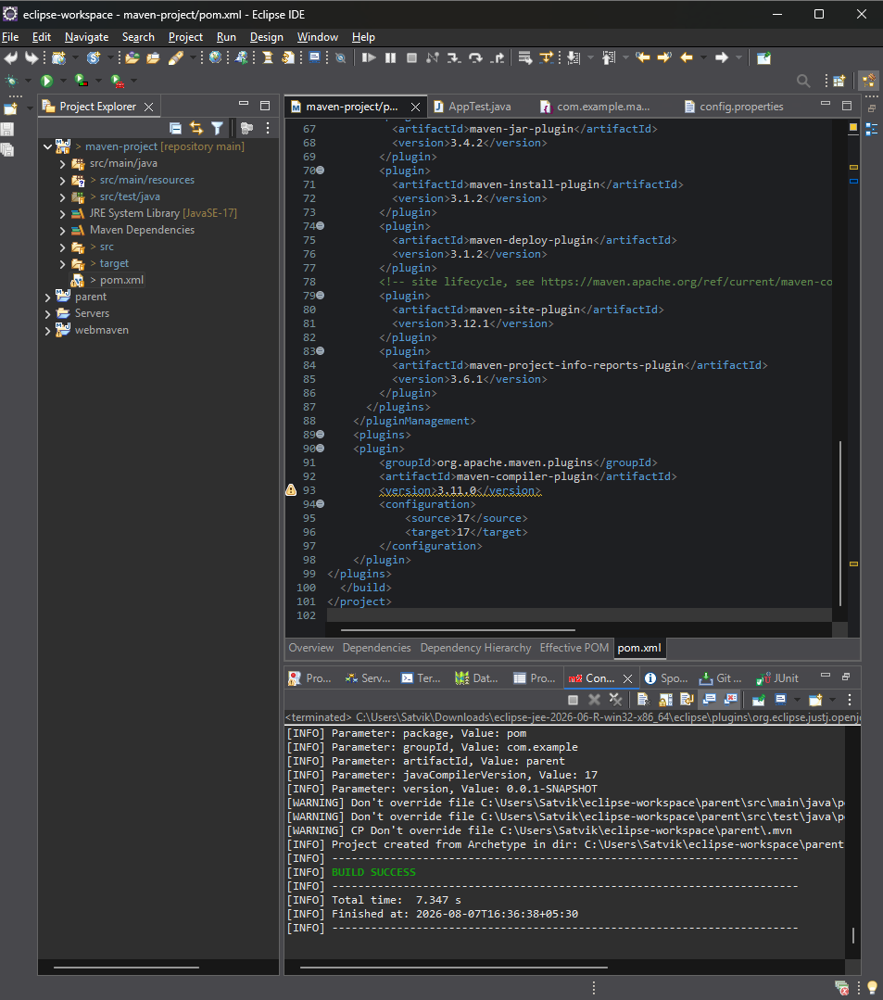 eclipse-workspace - maven-project/pom.xml - Eclipse IDE
File Edit Navigate Search Project Run Design Window Help
Project Explorer
maven-project/p...
AppTest.java
com.example.ma...
config.properties
> maven-project [repository main]
src/main/java
> src/main/resources
> src/test/java
JRE System Library [JavaSE-17]
Maven Dependencies
> src
> target
> pom.xml
parent
Servers
webmaven
67 <artifactId>maven-jar-plugin</artifactId>
68 <version>3.4.2</version>
69 </plugin>
70 <plugin>
71 <artifactId>maven-install-plugin</artifactId>
72 <version>3.1.2</version>
73 </plugin>
74 <plugin>
75 <artifactId>maven-deploy-plugin</artifactId>
76 <version>3.1.2</version>
77 </plugin>
78 <!-- site lifecycle, see https://maven.apache.org/ref/current/maven-co
79 <plugin>
80 <artifactId>maven-site-plugin</artifactId>
81 <version>3.12.1</version>
82 </plugin>
83 <plugin>
84 <artifactId>maven-project-info-reports-plugin</artifactId>
85 <version>3.6.1</version>
86 </plugin>
87 </plugins>
88 </pluginManagement>
89 <plugins>
90 <plugin>
91 <groupId>org.apache.maven.plugins</groupId>
92 <artifactId>maven-compiler-plugin</artifactId>
93 <version>3.11.0</version>
94 <configuration>
95 <source>17</source>
96 <target>17</target>
97 </configuration>
98 </plugin>
99 </plugins>
100 </build>
101 </project>
102
Overview Dependencies Dependency Hierarchy Effective POM pom.xml
Pro... Serv... Ter... Dat... Pro... Con... Spo... Git ... JUnit
<terminated> C:\Users\Satvik\Downloads\eclipse-jee-2026-06-R-win32-x86_64\eclipse\plugins\org.eclipse.justj.openj
[INFO] Parameter: package, Value: pom
[INFO] Parameter: groupId, Value: com.example
[INFO] Parameter: artifactId, Value: parent
[INFO] Parameter: javaCompilerVersion, Value: 17
[INFO] Parameter: version, Value: 0.0.1-SNAPSHOT
[WARNING] Don't override file C:\Users\Satvik\eclipse-workspace\parent\src\main\java\p
[WARNING] Don't override file C:\Users\Satvik\eclipse-workspace\parent\src\test\java\p
[WARNING] CP Don't override file C:\Users\Satvik\eclipse-workspace\parent\.mvn
[INFO] Project created from Archetype in dir: C:\Users\Satvik\eclipse-workspace\parent
[INFO] ------------------------------------------------------------------------
[INFO] BUILD SUCCESS
[INFO] ------------------------------------------------------------------------
[INFO] Total time:  7.347 s
[INFO] Finished at: 2026-08-07T16:36:38+05:30
[INFO] ------------------------------------------------------------------------